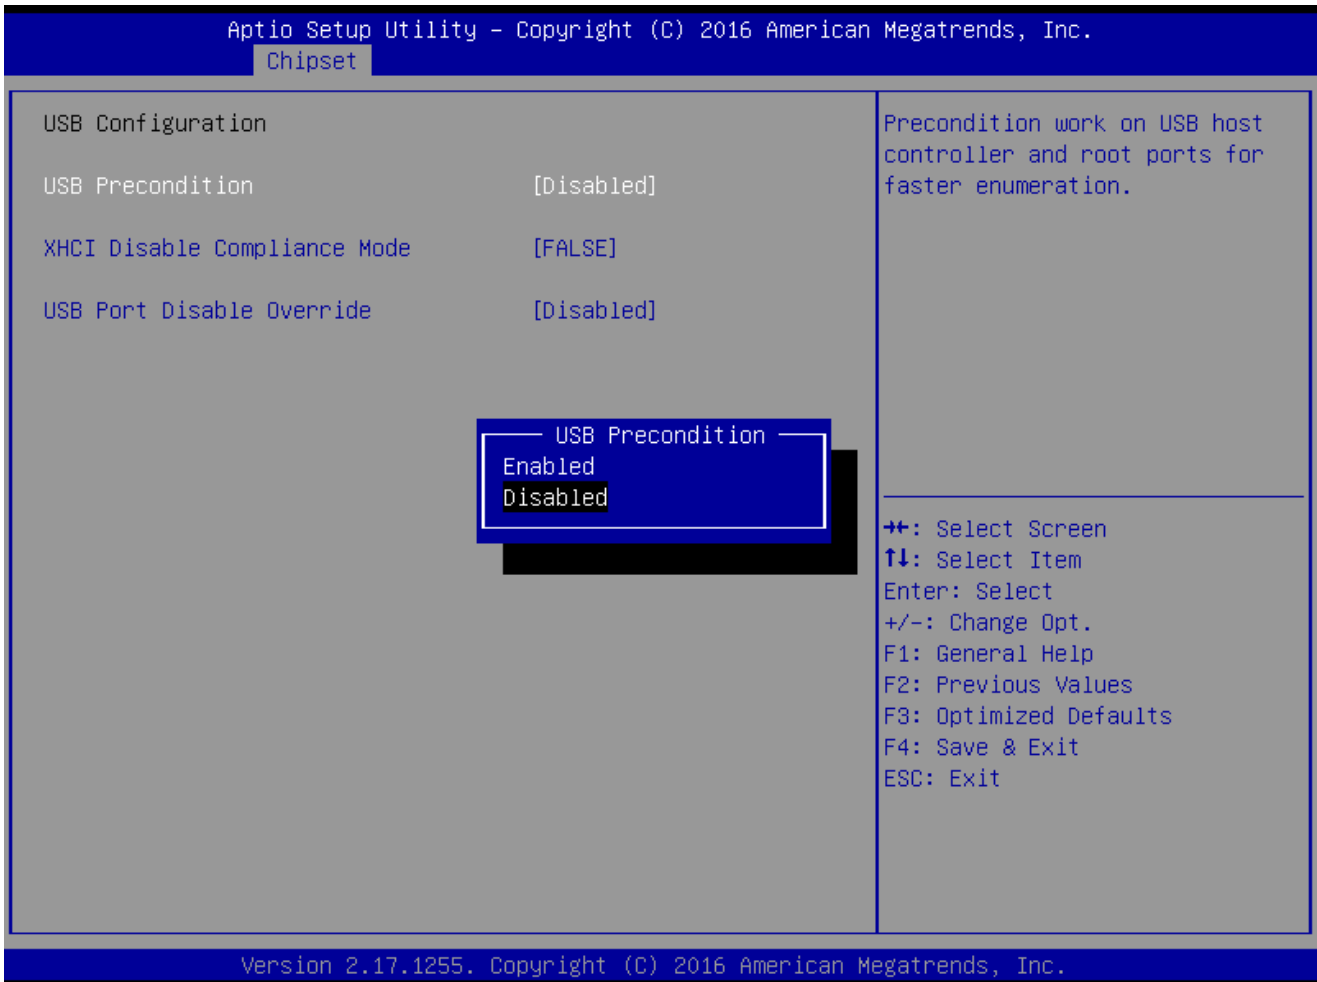 Aptio Setup Utility – Copyright (C) 2016 American Megatrends, Inc.
Chipset
USB Configuration
USB Precondition [Disabled]
XHCI Disable Compliance Mode [FALSE]
USB Port Disable Override [Disabled]
USB Precondition
Enabled
Disabled
Precondition work on USB host
controller and root ports for
faster enumeration.
→←: Select Screen
↑↓: Select Item
Enter: Select
+/-: Change Opt.
F1: General Help
F2: Previous Values
F3: Optimized Defaults
F4: Save & Exit
ESC: Exit
Version 2.17.1255. Copyright (C) 2016 American Megatrends, Inc.